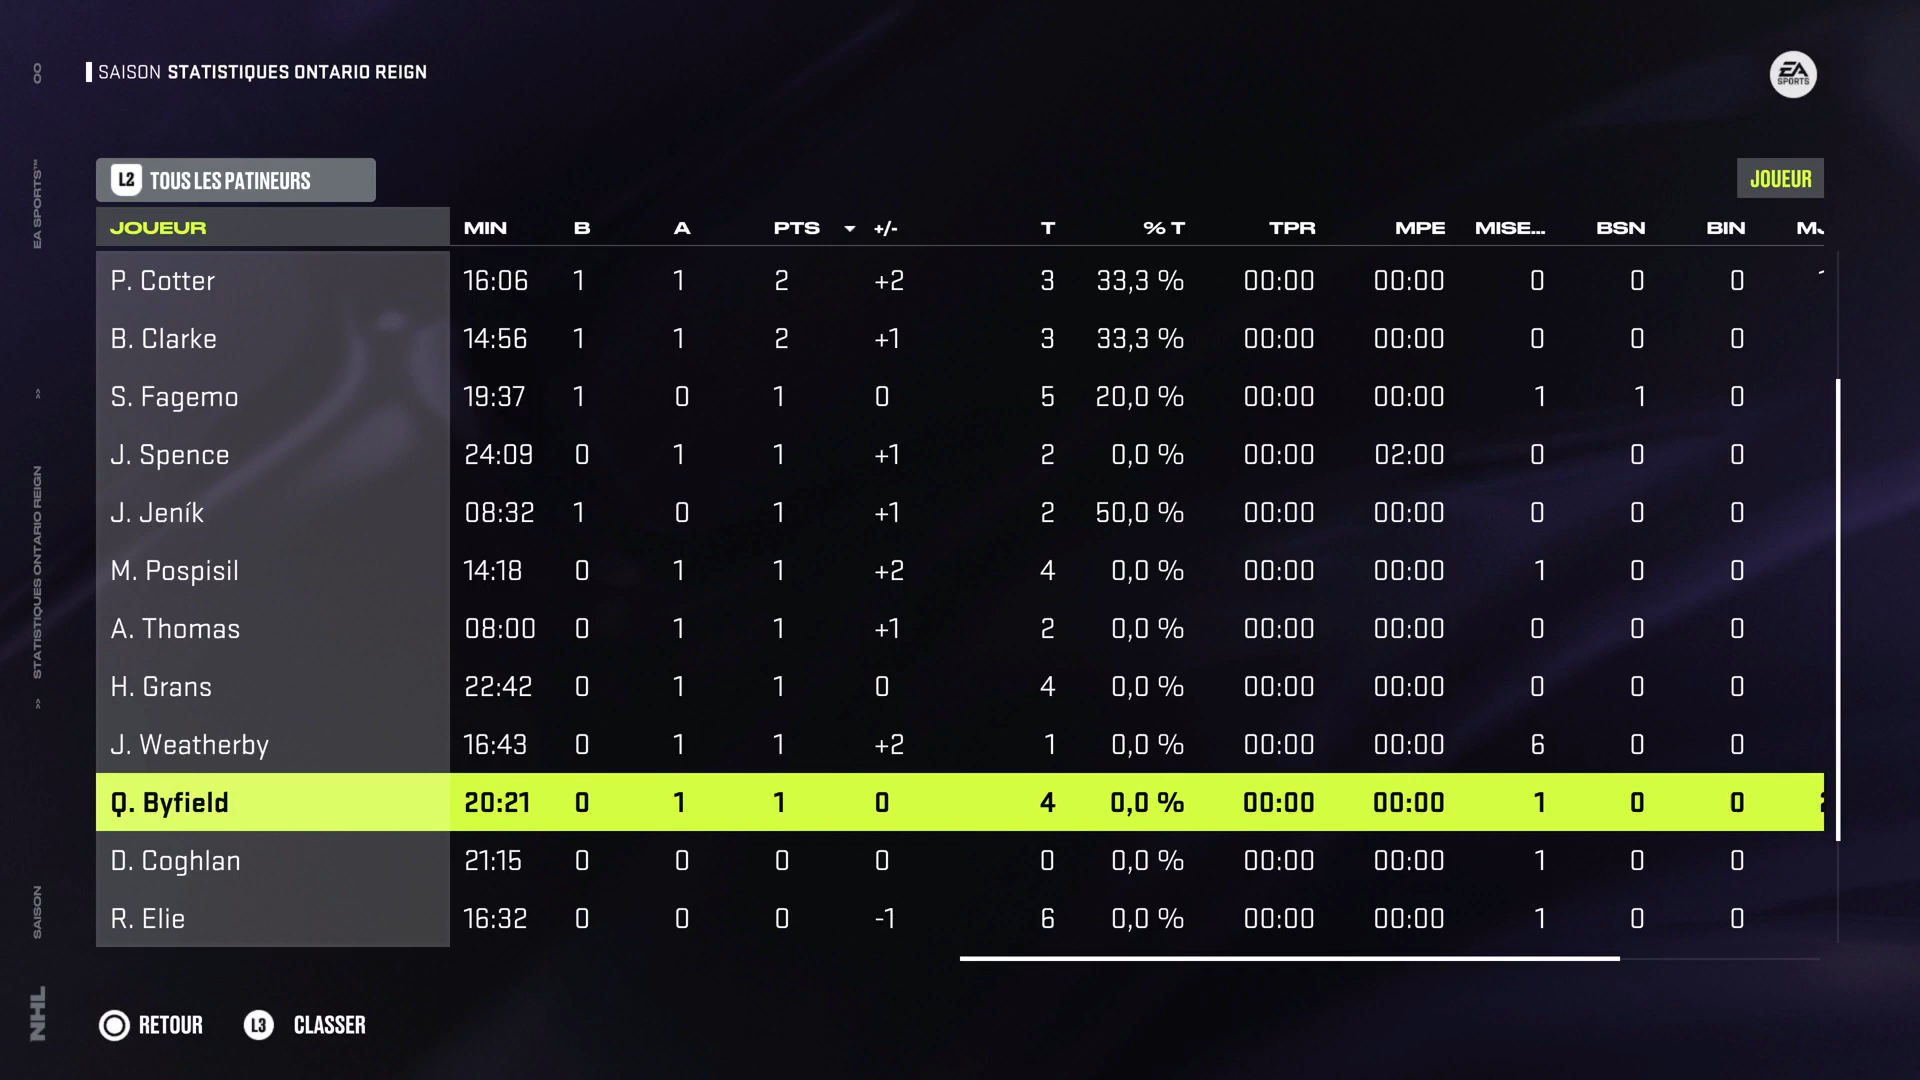 SAISON STATISTIQUES ONTARIO REIGN
EA SPORTS
L2 TOUS LES PATINEURS
JOUEUR
JOUEUR MIN B A PTS +/- T % T TPR MPE MISE... BSN BIN
P. Cotter 16:06 1 1 2 +2 3 33,3 % 00:00 00:00 0 0 0
B. Clarke 14:56 1 1 2 +1 3 33,3 % 00:00 00:00 0 0 0
S. Fagemo 19:37 1 0 1 0 5 20,0 % 00:00 00:00 1 1 0
J. Spence 24:09 0 1 1 +1 2 0,0 % 00:00 02:00 0 0 0
J. Jeník 08:32 1 0 1 +1 2 50,0 % 00:00 00:00 0 0 0
M. Pospisil 14:18 0 1 1 +2 4 0,0 % 00:00 00:00 1 0 0
A. Thomas 08:00 0 1 1 +1 2 0,0 % 00:00 00:00 0 0 0
H. Grans 22:42 0 1 1 0 4 0,0 % 00:00 00:00 0 0 0
J. Weatherby 16:43 0 1 1 +2 1 0,0 % 00:00 00:00 6 0 0
Q. Byfield 20:21 0 1 1 0 4 0,0 % 00:00 00:00 1 0 0
D. Coghlan 21:15 0 0 0 0 0 0,0 % 00:00 00:00 1 0 0
R. Elie 16:32 0 0 0 -1 6 0,0 % 00:00 00:00 1 0 0
RETOUR L3 CLASSER
NHL SAISON >> STATISTIQUES ONTARIO REIGN >> EA SPORTS™